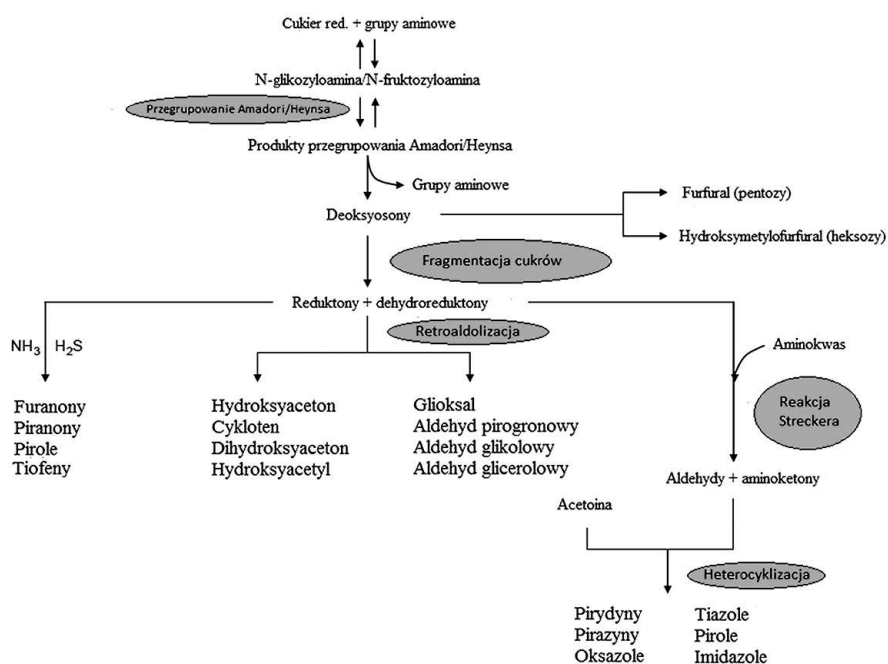 Cukier red. + grupy aminowe
N-glikozyloamina/N-fruktozyloamina
Przegrupowanie Amadori/Heynsa
Produkty przegrupowania Amadori/Heynsa
Grupy aminowe
Deoksyosony
Furfural (pentozy)
Hydroksymetylofurfural (heksozy)
Fragmentacja cukrów
Reduktony + dehydroreduktony
Retroaldolizacja
NH3 H2S
Aminokwas
Reakcja
Streckera
Furanony
Piranony
Pirole
Tiofeny
Hydroksyaceton
Cykloten
Dihydroksyaceton
Hydroksyacetyl
Glioksal
Aldehyd pirogronowy
Aldehyd glikolowy
Aldehyd glicerolowy
Aldehydy + aminoketony
Acetoina
Heterocyklizacja
Pirydyny
Pirazyny
Oksazole
Tiazole
Pirole
Imidazole